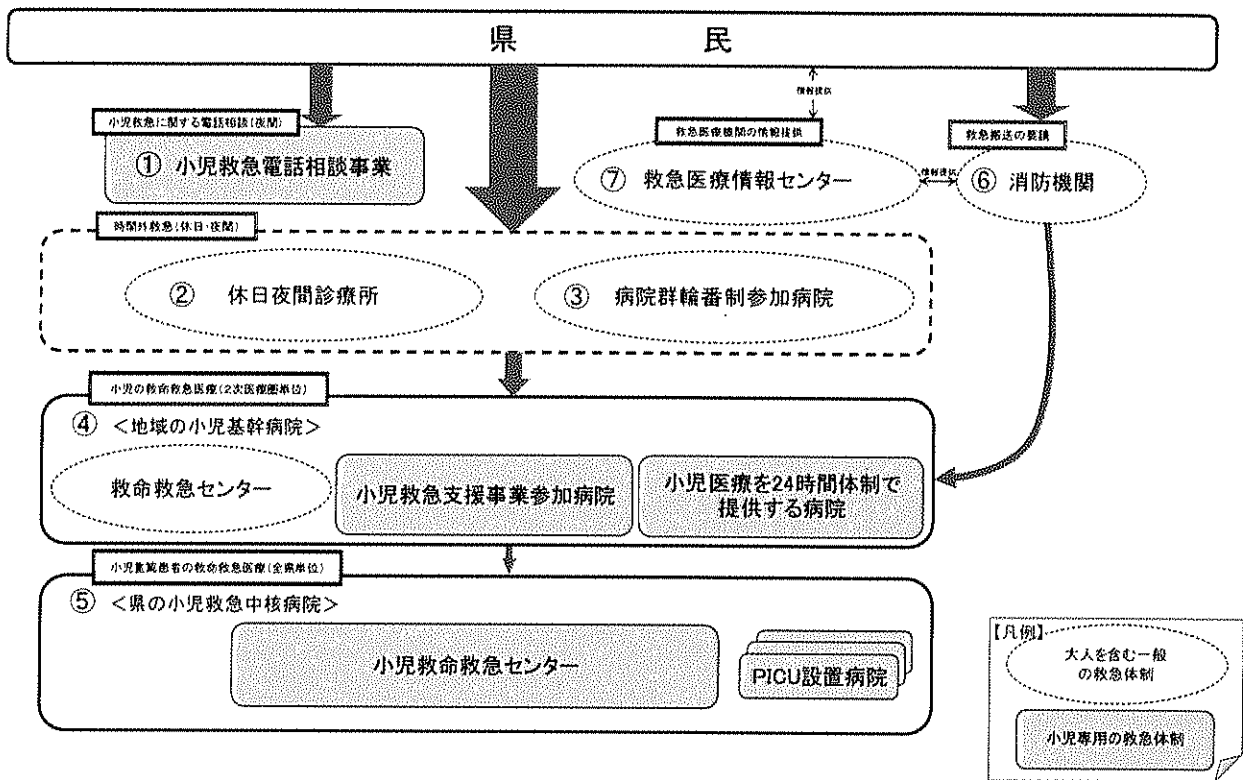 県 民
情報提供
小児救急に関する電話相談(夜間)
① 小児救急電話相談事業
救急医療機関の情報提供
⑦ 救急医療情報センター
情報提供
救急搬送の要請
⑥ 消防機関
時間外救急(休日・夜間)
② 休日夜間診療所
③ 病院群輪番制参加病院
小児の救命救急医療(2次医療圏単位)
④ <地域の小児基幹病院>
救命救急センター
小児救急支援事業参加病院
小児医療を24時間体制で
提供する病院
小児重篤患者の救命救急医療(全県単位)
⑤ <県の小児救急中核病院>
小児救命救急センター
PICU設置病院
【凡例】
大人を含む一般
の救急体制
小児専用の救急体制